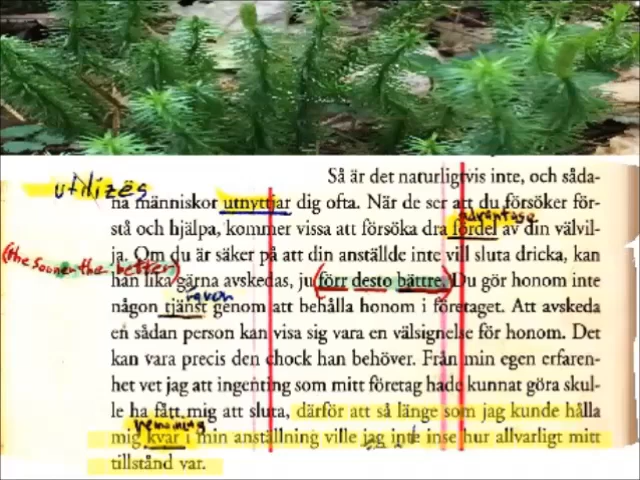 Så är det naturligtvis inte, och såda-
utilizes
na människor utnyttjar dig ofta. När de ser att du försöker för-
advantage
stå och hjälpa, kommer vissa att försöka dra fördel av din välvil-
ja. Om du är säker på att din anställde inte vill sluta dricka, kan
(the sooner the better)
han lika gärna avskedas, ju (förr desto bättre.) Du gör honom inte
favor
någon tjänst genom att behålla honom i företaget. Att avskeda
en sådan person kan visa sig vara en välsignelse för honom. Det
kan vara precis den chock han behöver. Från min egen erfaren-
het vet jag att ingenting som mitt företag hade kunnat göra skul-
le ha fått mig att sluta, därför att så länge som jag kunde hålla
remaining
mig kvar i min anställning ville jag inte inse hur allvarligt mitt
tillstånd var.